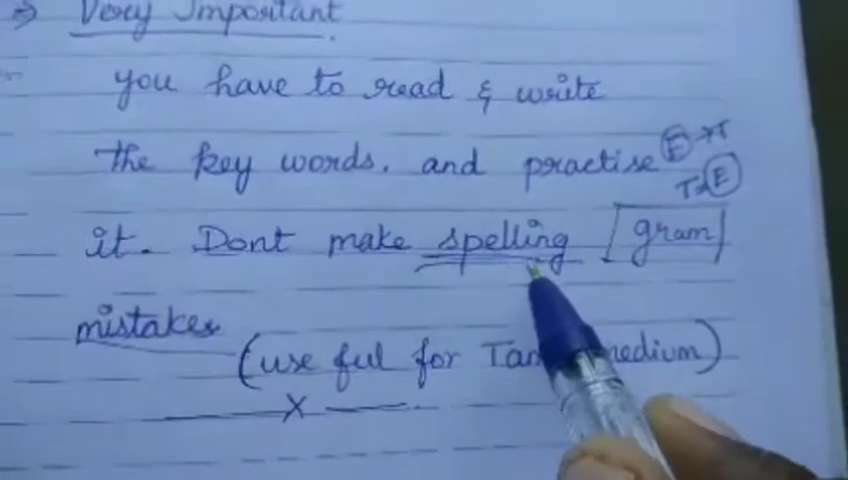 ⇒ Very Important
you have to read & write
the key words. and practise E→T
T→E
it. Dont make spelling [gram]
mistakes
(use ful for medium)
x